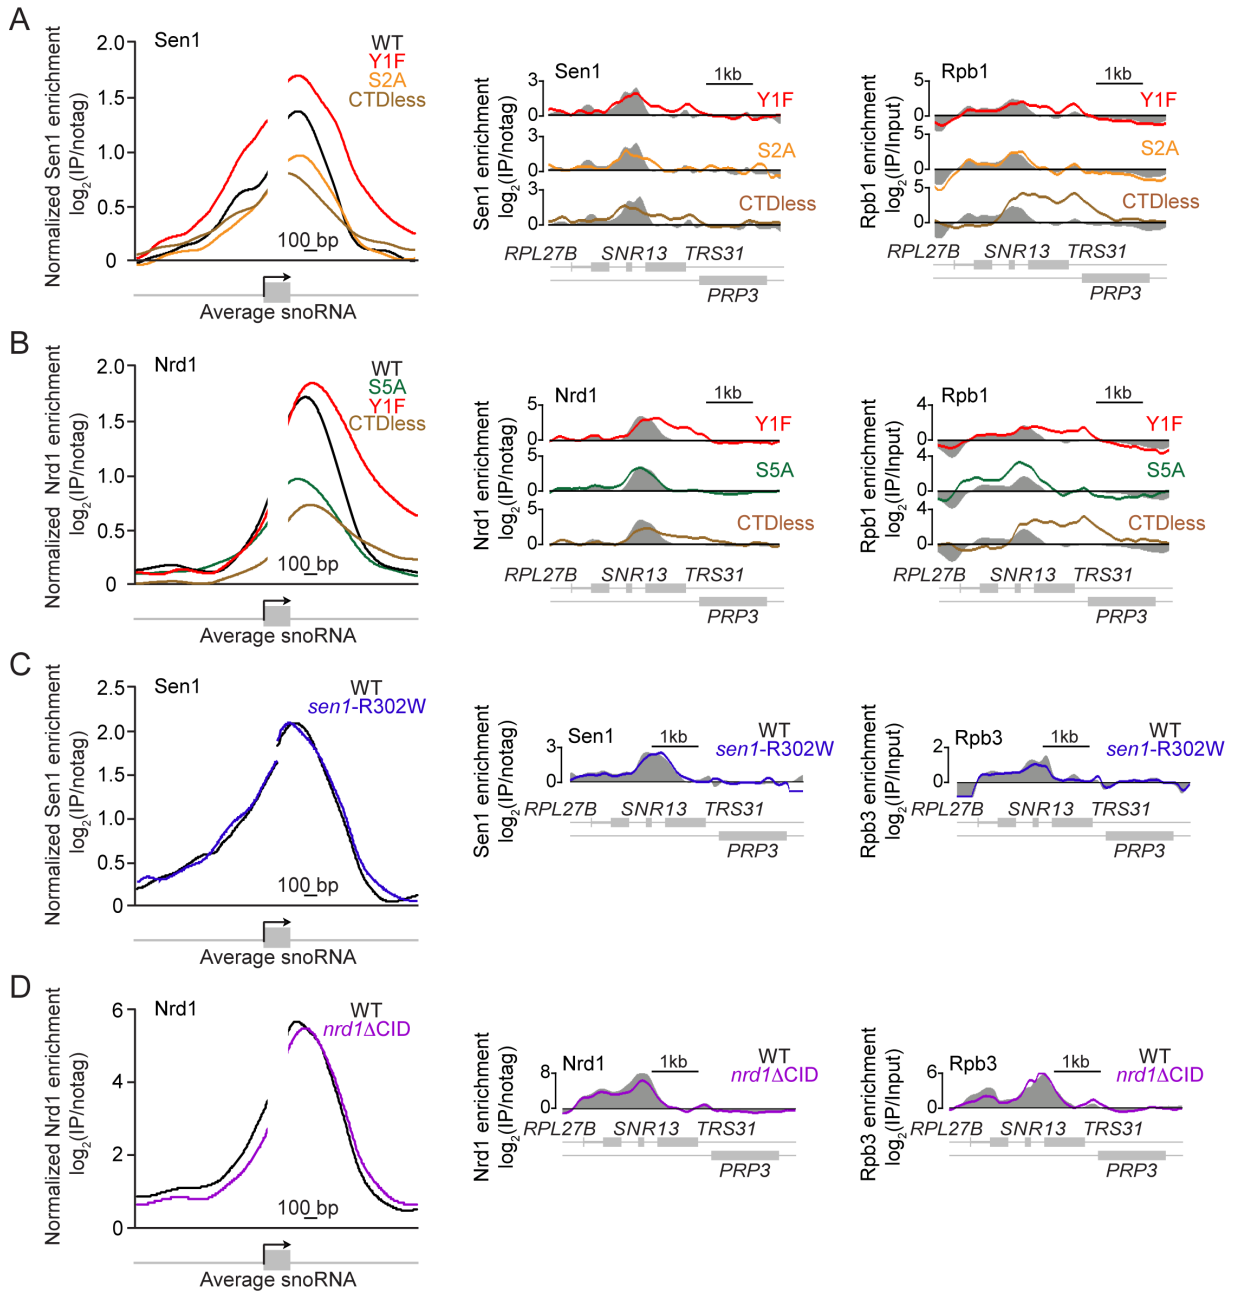 A
Sen1
WT
Y1F
S2A
CTDless
Normalized Sen1 enrichment
log2(IP/notag)
2.0
1.5
1.0
0.5
0
100 bp
Average snoRNA
Sen1
1kb
Sen1 enrichment
log2(IP/notag)
3
0
Y1F
3
0
S2A
3
0
CTDless
RPL27B SNR13 TRS31
PRP3
Rpb1
1kb
Rpb1 enrichment
log2(IP/Input)
5
0
Y1F
5
0
S2A
5
0
CTDless
RPL27B SNR13 TRS31
PRP3
B
Nrd1
WT
S5A
Y1F
CTDless
Normalized Nrd1 enrichment
log2(IP/notag)
2.0
1.5
1.0
0.5
0
100 bp
Average snoRNA
Nrd1
1kb
Nrd1 enrichment
log2(IP/notag)
5
0
Y1F
5
0
S5A
5
0
CTDless
RPL27B SNR13 TRS31
PRP3
Rpb1
1kb
Rpb1 enrichment
log2(IP/Input)
4
0
Y1F
4
0
S5A
4
0
CTDless
RPL27B SNR13 TRS31
PRP3
C
Sen1
WT
sen1-R302W
Normalized Sen1 enrichment
log2(IP/notag)
2.5
2.0
1.5
1.0
0.5
0
100 bp
Average snoRNA
Sen1
1kb
WT
sen1-R302W
Sen1 enrichment
log2(IP/notag)
3
0
RPL27B SNR13 TRS31
PRP3
Rpb3
1kb
WT
sen1-R302W
Rpb3 enrichment
log2(IP/Input)
2
0
RPL27B SNR13 TRS31
PRP3
D
Nrd1
WT
nrd1ΔCID
Normalized Nrd1 enrichment
log2(IP/notag)
6
4
2
0
100 bp
Average snoRNA
Nrd1
1kb
WT
nrd1ΔCID
Nrd1 enrichment
log2(IP/notag)
8
0
RPL27B SNR13 TRS31
PRP3
Rpb3
1kb
WT
nrd1ΔCID
Rpb3 enrichment
log2(IP/Input)
6
0
RPL27B SNR13 TRS31
PRP3